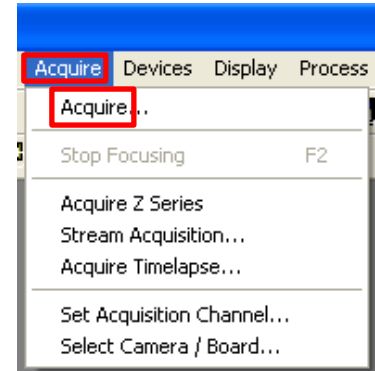 Acquire Devices Display Process
Acquire...
Stop Focusing F2
Acquire Z Series
Stream Acquisition...
Acquire Timelapse...
Set Acquisition Channel...
Select Camera / Board...